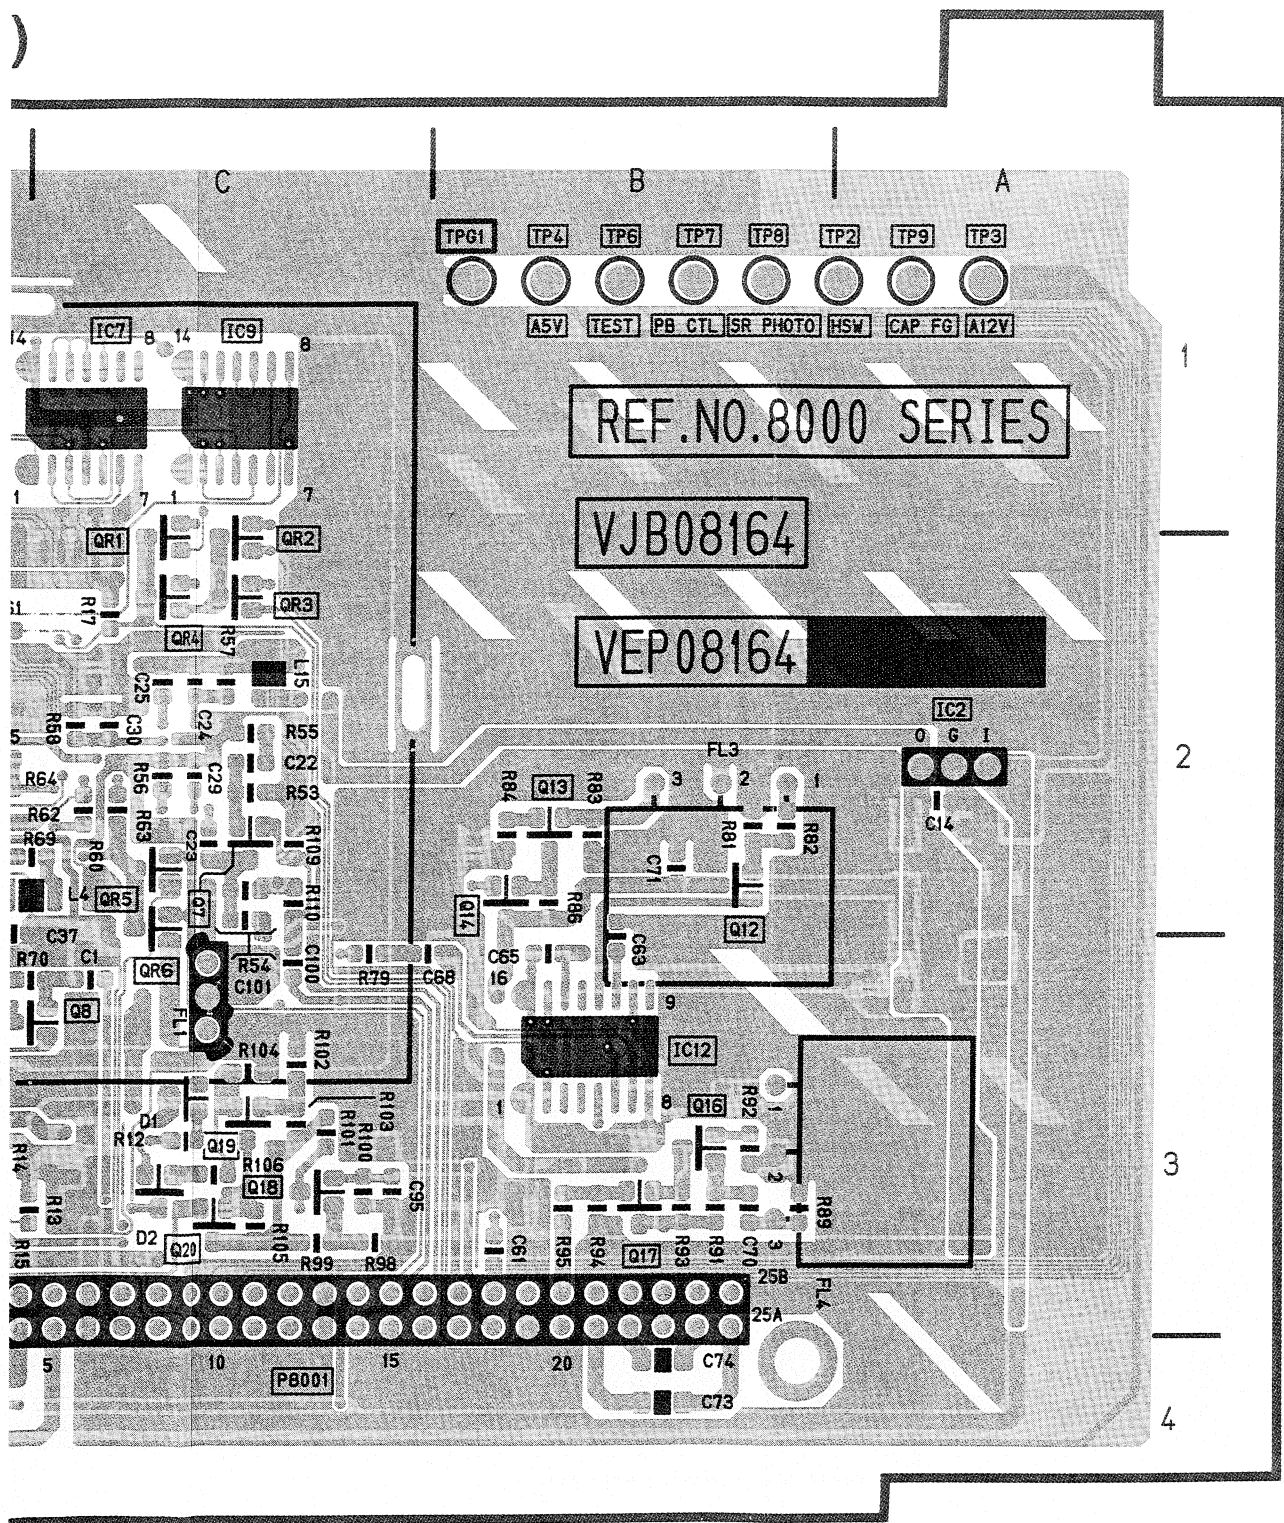 )
C B A
TPG1 TP4 TP6 TP7 TP8 TP2 TP9 TP3
A5V TEST PB CTL SR PHOTO HSW CAP FG A12V
IC7 IC9
14 8 14 8
1
REF.NO.8000 SERIES
1 7 1 7
VJB08164
QR1 QR2
R17 QR3
QR4 R57
VEP08164
C25 L15
IC2
O G I
R58 C30 C24 R55
FL3
2
C22
R64 R56 C29 R53
R84 Q13 R83 3 2 1
R62
C14
R69 R63 C23 R109
R81 R82
R60 C71
L4 QR5 Q7 R110
Q14 R86 Q12
C37
R70 C1 QR6 R54 C100 R79 C68 C65 C63
C101 16 9
Q8 FL1
R104 R102 IC12
D1 R103 1 8 Q16 R92 1
R12 Q19 R101 R100
R14 R106
Q18 2
3
R13 C95 R89
D2 Q20 R105 C61 R95 R94 Q17 R93 R91 C70 3
R15 R99 R98
25B FL4
25A
5 10 15 20 C74
P8001
C73
4